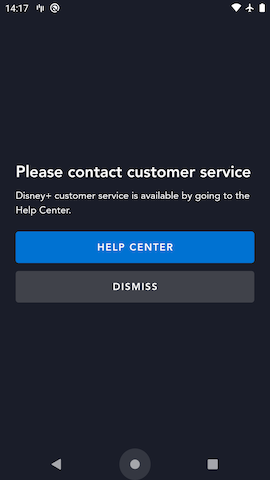 14:17
Please contact customer service
Disney+ customer service is available by going to the
Help Center.
HELP CENTER
DISMISS